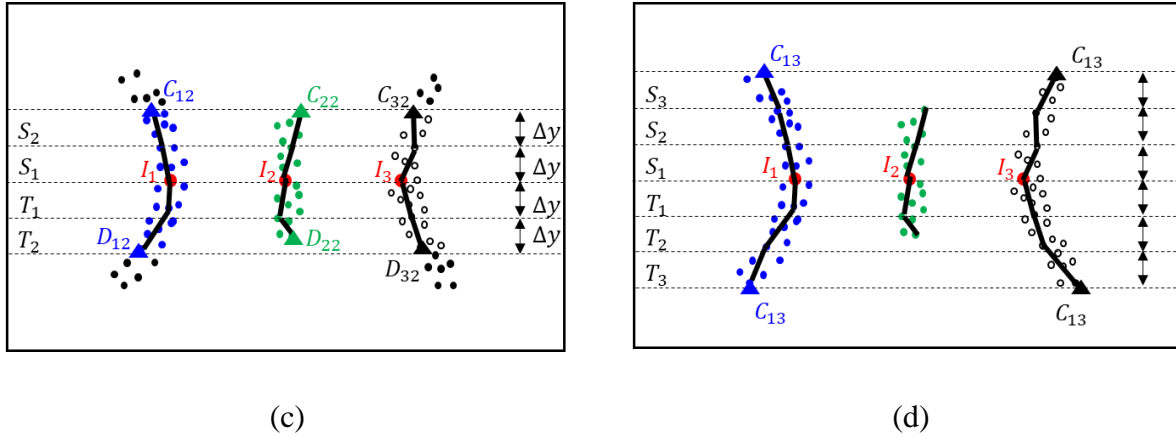 C₁₂ C₂₂ C₃₂
S₂ Δy
S₁ Δy
I₁ I₂ I₃
T₁ Δy
T₂ Δy
D₁₂ D₂₂ D₃₂
(c)
C₁₃ C₁₃
S₃
S₂
S₁
I₁ I₂ I₃
T₁
T₂
T₃
C₁₃ C₁₃
(d)